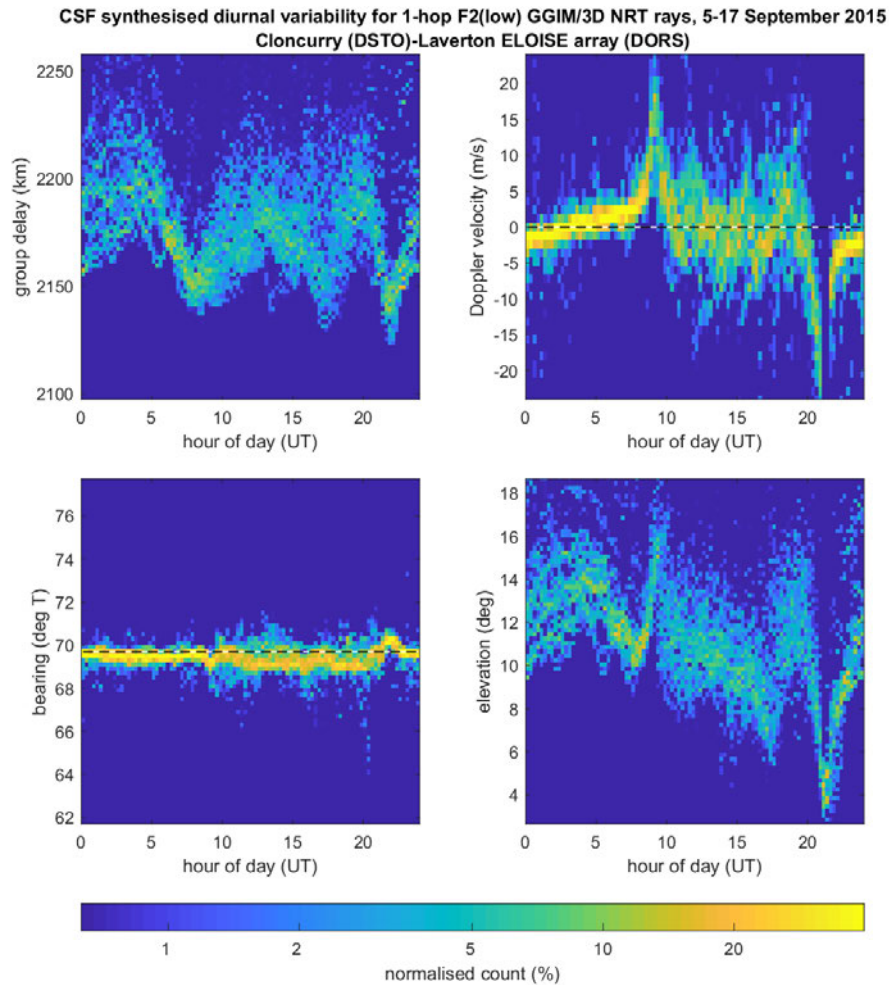 CSF synthesised diurnal variability for 1-hop F2(low) GGIM/3D NRT rays, 5-17 September 2015
Cloncurry (DSTO)-Laverton ELOISE array (DORS)
group delay (km)
2250
2200
2150
2100
0 5 10 15 20
hour of day (UT)
Doppler velocity (m/s)
20
15
10
5
0
-5
-10
-15
-20
0 5 10 15 20
hour of day (UT)
bearing (deg T)
76
74
72
70
68
66
64
62
0 5 10 15 20
hour of day (UT)
elevation (deg)
18
16
14
12
10
8
6
4
0 5 10 15 20
hour of day (UT)
1 2 5 10 20
normalised count (%)